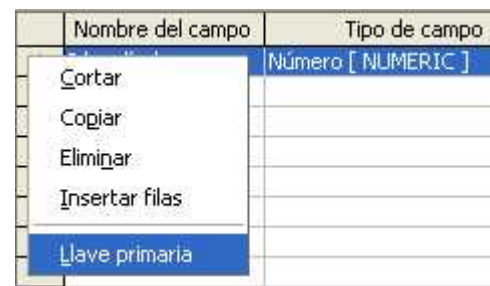 Nombre del campo Tipo de campo
Número [ NUMERIC ]
Cortar
Copiar
Eliminar
Insertar filas
Llave primaria